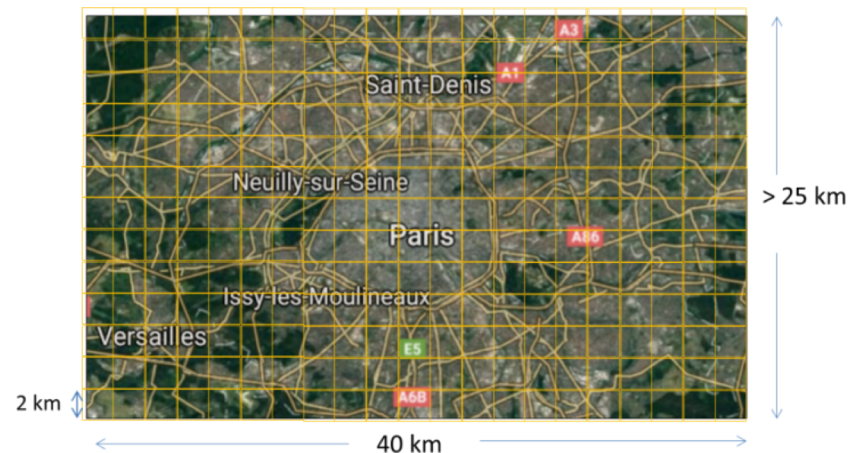 A3
A1
Saint-Denis
Neuilly-sur-Seine
> 25 km
Paris
A86
Issy-les-Moulineaux
Versailles
E5
2 km
A6B
40 km